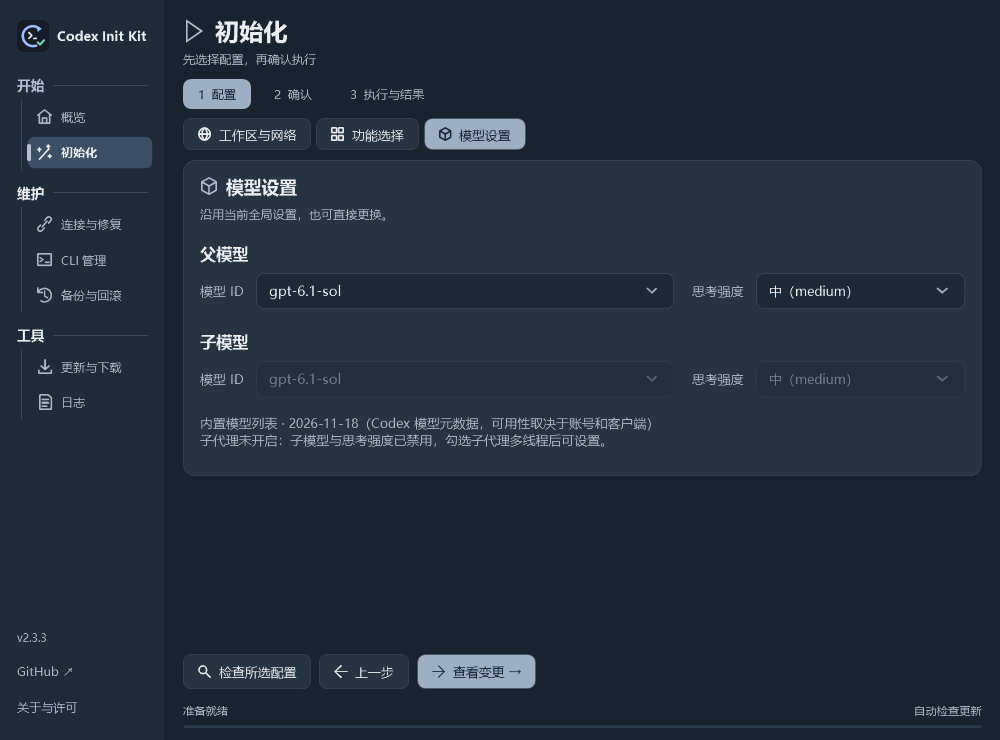 Codex Init Kit
开始
概览
初始化
维护
连接与修复
CLI 管理
备份与回滚
工具
更新与下载
日志
v2.3.3
GitHub ↗
关于与许可
初始化
先选择配置，再确认执行
1 配置 2 确认 3 执行与结果
工作区与网络 功能选择 模型设置
模型设置
沿用当前全局设置，也可直接更换。
父模型
模型 ID gpt-6.1-sol 思考强度 中（medium）
子模型
模型 ID gpt-6.1-sol 思考强度 中（medium）
内置模型列表 · 2026-11-18（Codex 模型元数据，可用性取决于账号和客户端）
子代理未开启：子模型与思考强度已禁用，勾选子代理多线程后可设置。
检查所选配置 上一步 查看变更 →
准备就绪 自动检查更新